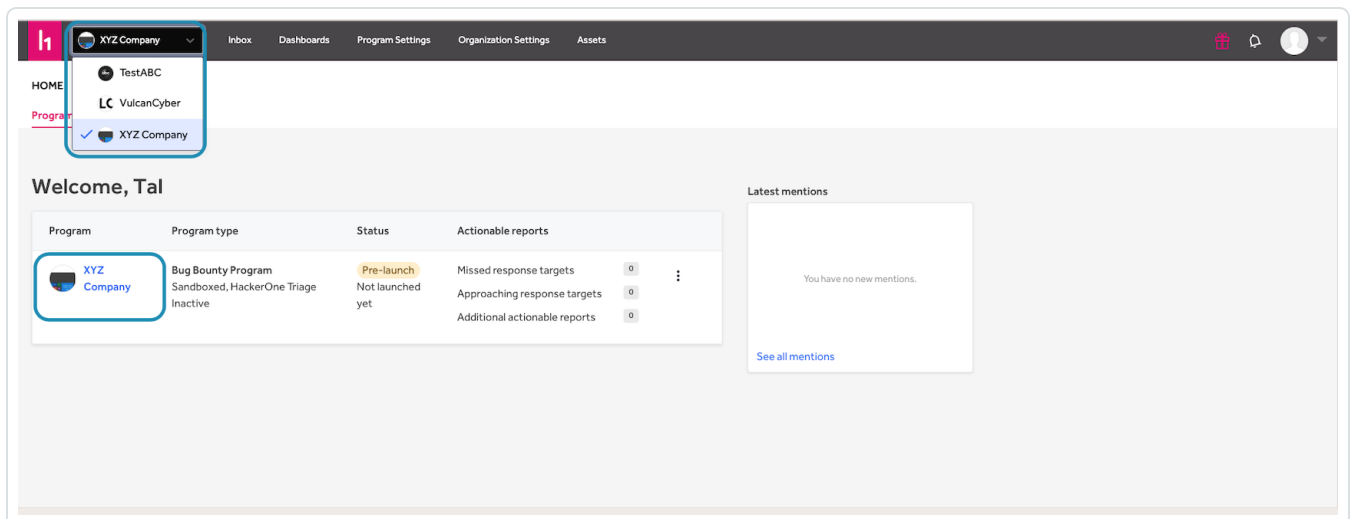 h1
XYZ Company
Inbox
Dashboards
Program Settings
Organization Settings
Assets
TestABC
LC VulcanCyber
XYZ Company
HOME
Program
Welcome, Tal
Latest mentions
Program
Program type
Status
Actionable reports
XYZ
Company
Bug Bounty Program
Sandboxed, HackerOne Triage
Inactive
Pre-launch
Not launched
yet
Missed response targets 0
Approaching response targets 0
Additional actionable reports 0
You have no new mentions.
See all mentions